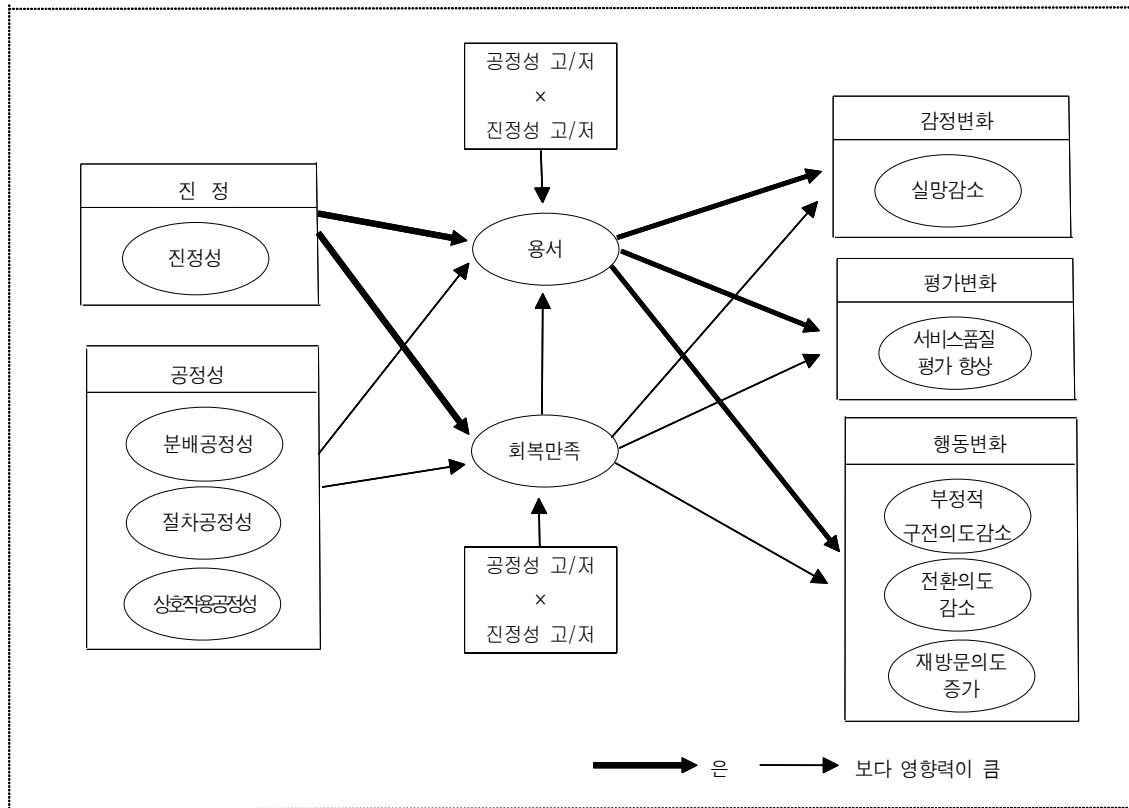 공정성 고/저
×
진정성 고/저
진 정
진정성
공정성
분배공정성
절차공정성
상호작용공정성
용서
회복만족
공정성 고/저
×
진정성 고/저
감정변화
실망감소
평가변화
서비스품질
평가 향상
행동변화
부정적
구전의도감소
전환의도
감소
재방문의도
증가
은
보다 영향력이 큼